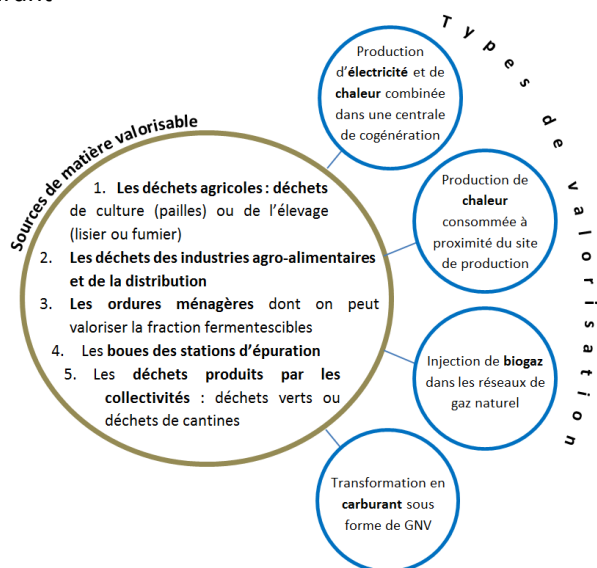 Sources de matière valorisable
1. Les déchets agricoles : déchets
de culture (pailles) ou de l'élevage
(lisier ou fumier)
2. Les déchets des industries agro-alimentaires
et de la distribution
3. Les ordures ménagères dont on peut
valoriser la fraction fermentescibles
4. Les boues des stations d'épuration
5. Les déchets produits par les
collectivités : déchets verts ou
déchets de cantines
Types de valorisation
Production
d'électricité et de
chaleur combinée
dans une centrale
de cogénération
Production de
chaleur
consommée à
proximité du site
de production
Injection de biogaz
dans les réseaux de
gaz naturel
Transformation en
carburant sous
forme de GNV